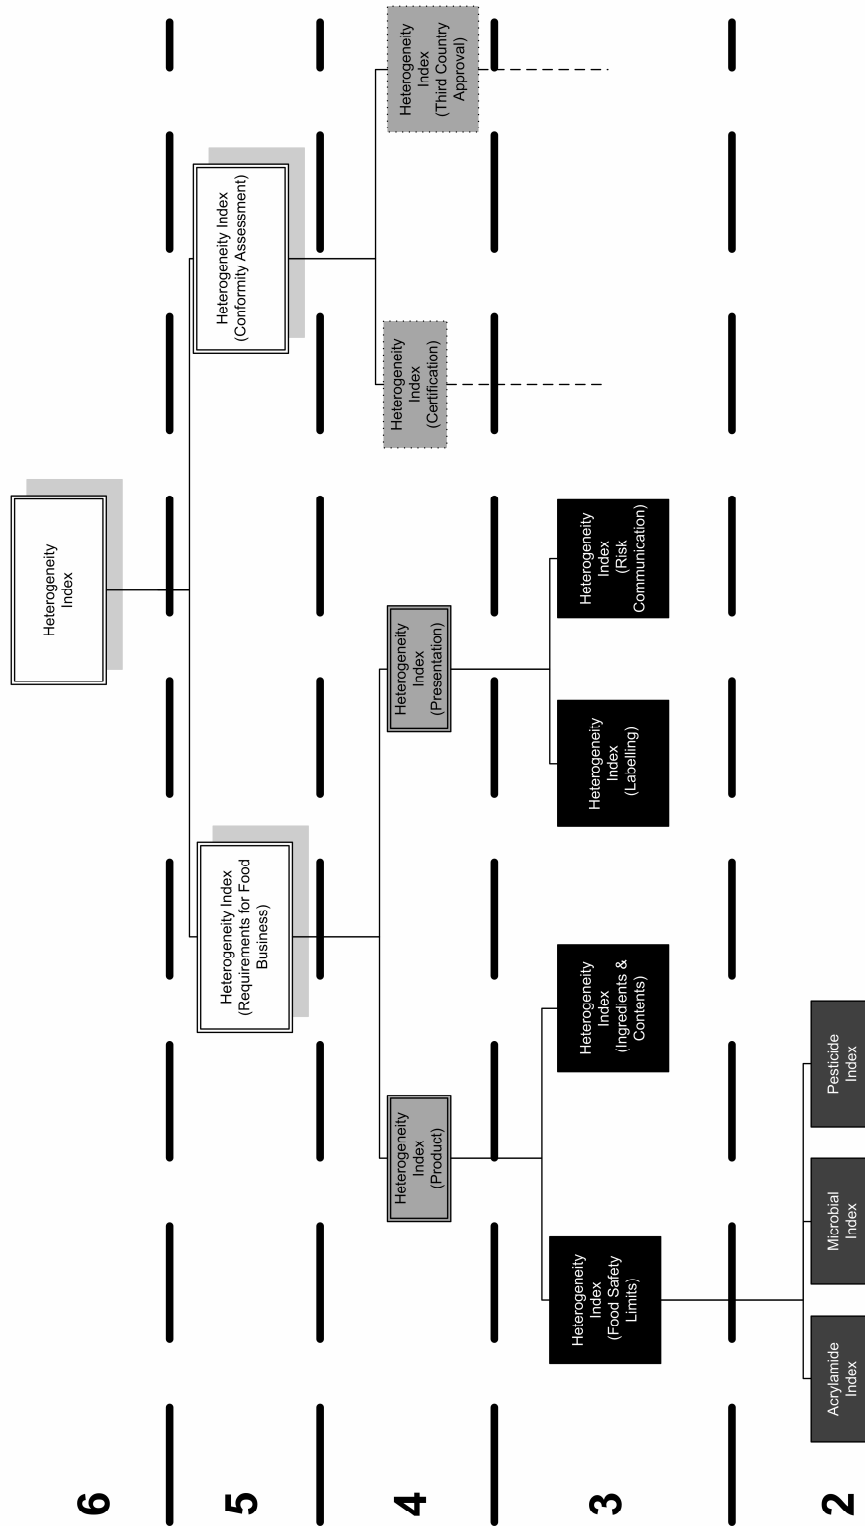 6
Heterogeneity
Index
5
Heterogeneity Index
(Requirements for Food
Business)
Heterogeneity Index
(Conformity Assessment)
4
Heterogeneity
Index
(Product)
Heterogeneity
Index
(Presentation)
Heterogeneity
Index
(Certification)
Heterogeneity
Index
(Third Country
Approval)
3
Heterogeneity
Index
(Food Safety
Limits)
Heterogeneity
Index
(Ingredients &
Contents)
Heterogeneity
Index
(Labelling)
Heterogeneity
Index
(Risk
Communication)
2
Acrylamide
Index
Microbial
Index
Pesticide
Index